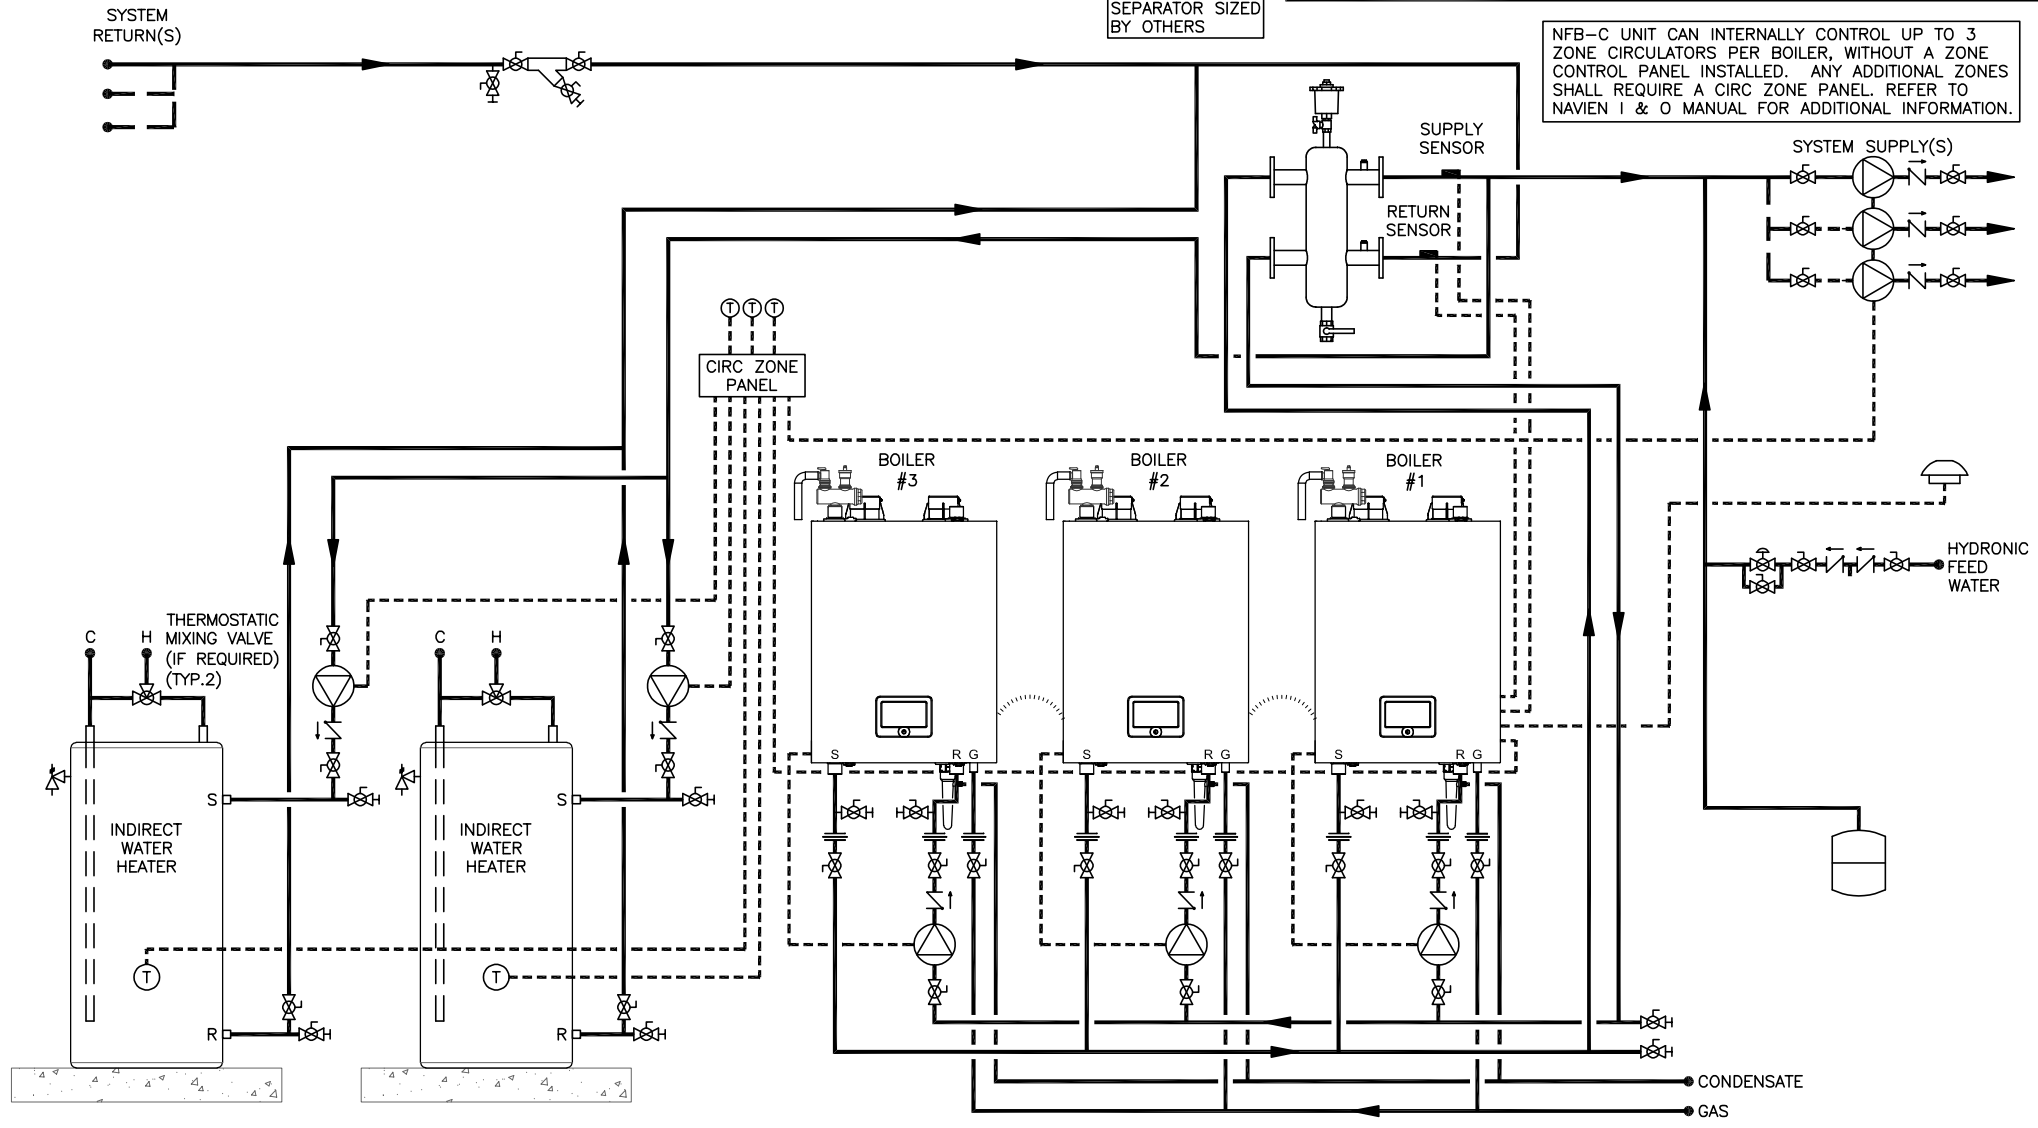 SYSTEM
RETURN(S)
SEPARATOR SIZED
BY OTHERS
NFB-C UNIT CAN INTERNALLY CONTROL UP TO 3
ZONE CIRCULATORS PER BOILER, WITHOUT A ZONE
CONTROL PANEL INSTALLED. ANY ADDITIONAL ZONES
SHALL REQUIRE A CIRC ZONE PANEL. REFER TO
NAVIEN I & O MANUAL FOR ADDITIONAL INFORMATION.
SUPPLY
SENSOR
SYSTEM SUPPLY(S)
RETURN
SENSOR
T T T
CIRC ZONE
PANEL
BOILER
#3
BOILER
#2
BOILER
#1
HYDRONIC
FEED
WATER
C H
THERMOSTATIC
MIXING VALVE
(IF REQUIRED)
(TYP.2)
C H
S R G
S R G
S R G
S
S
INDIRECT
WATER
HEATER
INDIRECT
WATER
HEATER
T
T
R
R
CONDENSATE
GAS